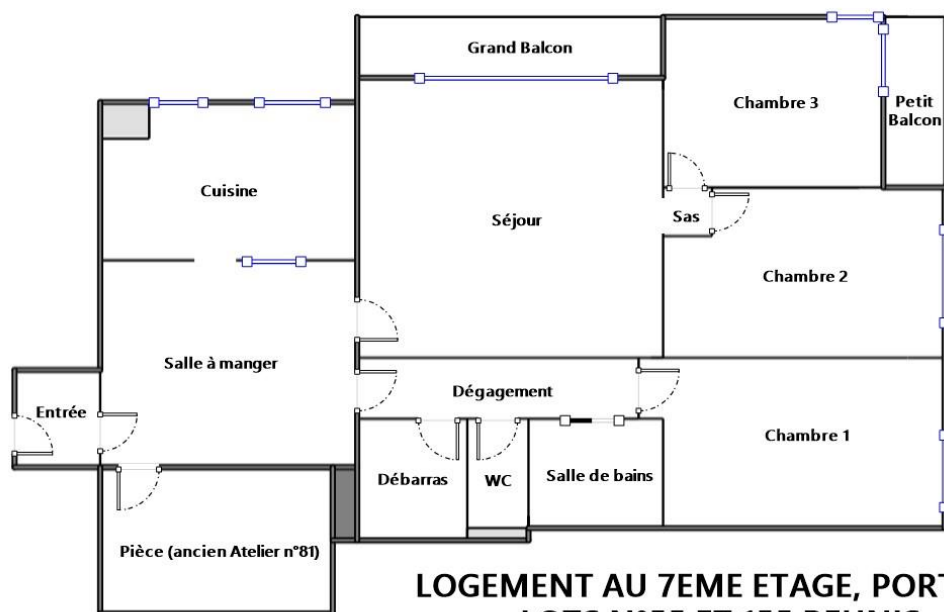 Grand Balcon
Chambre 3
Petit
Balcon
Cuisine
Séjour
Sas
Chambre 2
Salle à manger
Entrée
Dégagement
Chambre 1
Débarras
WC
Salle de bains
Pièce (ancien Atelier n°81)
LOGEMENT AU 7EME ETAGE, PORT